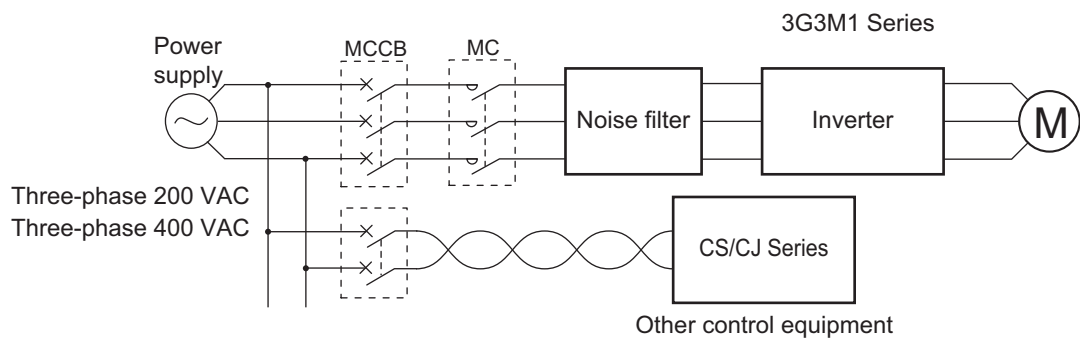 3G3M1 Series
Power
supply
MCCB
MC
Noise filter
Inverter
M
Three-phase 200 VAC
Three-phase 400 VAC
CS/CJ Series
Other control equipment